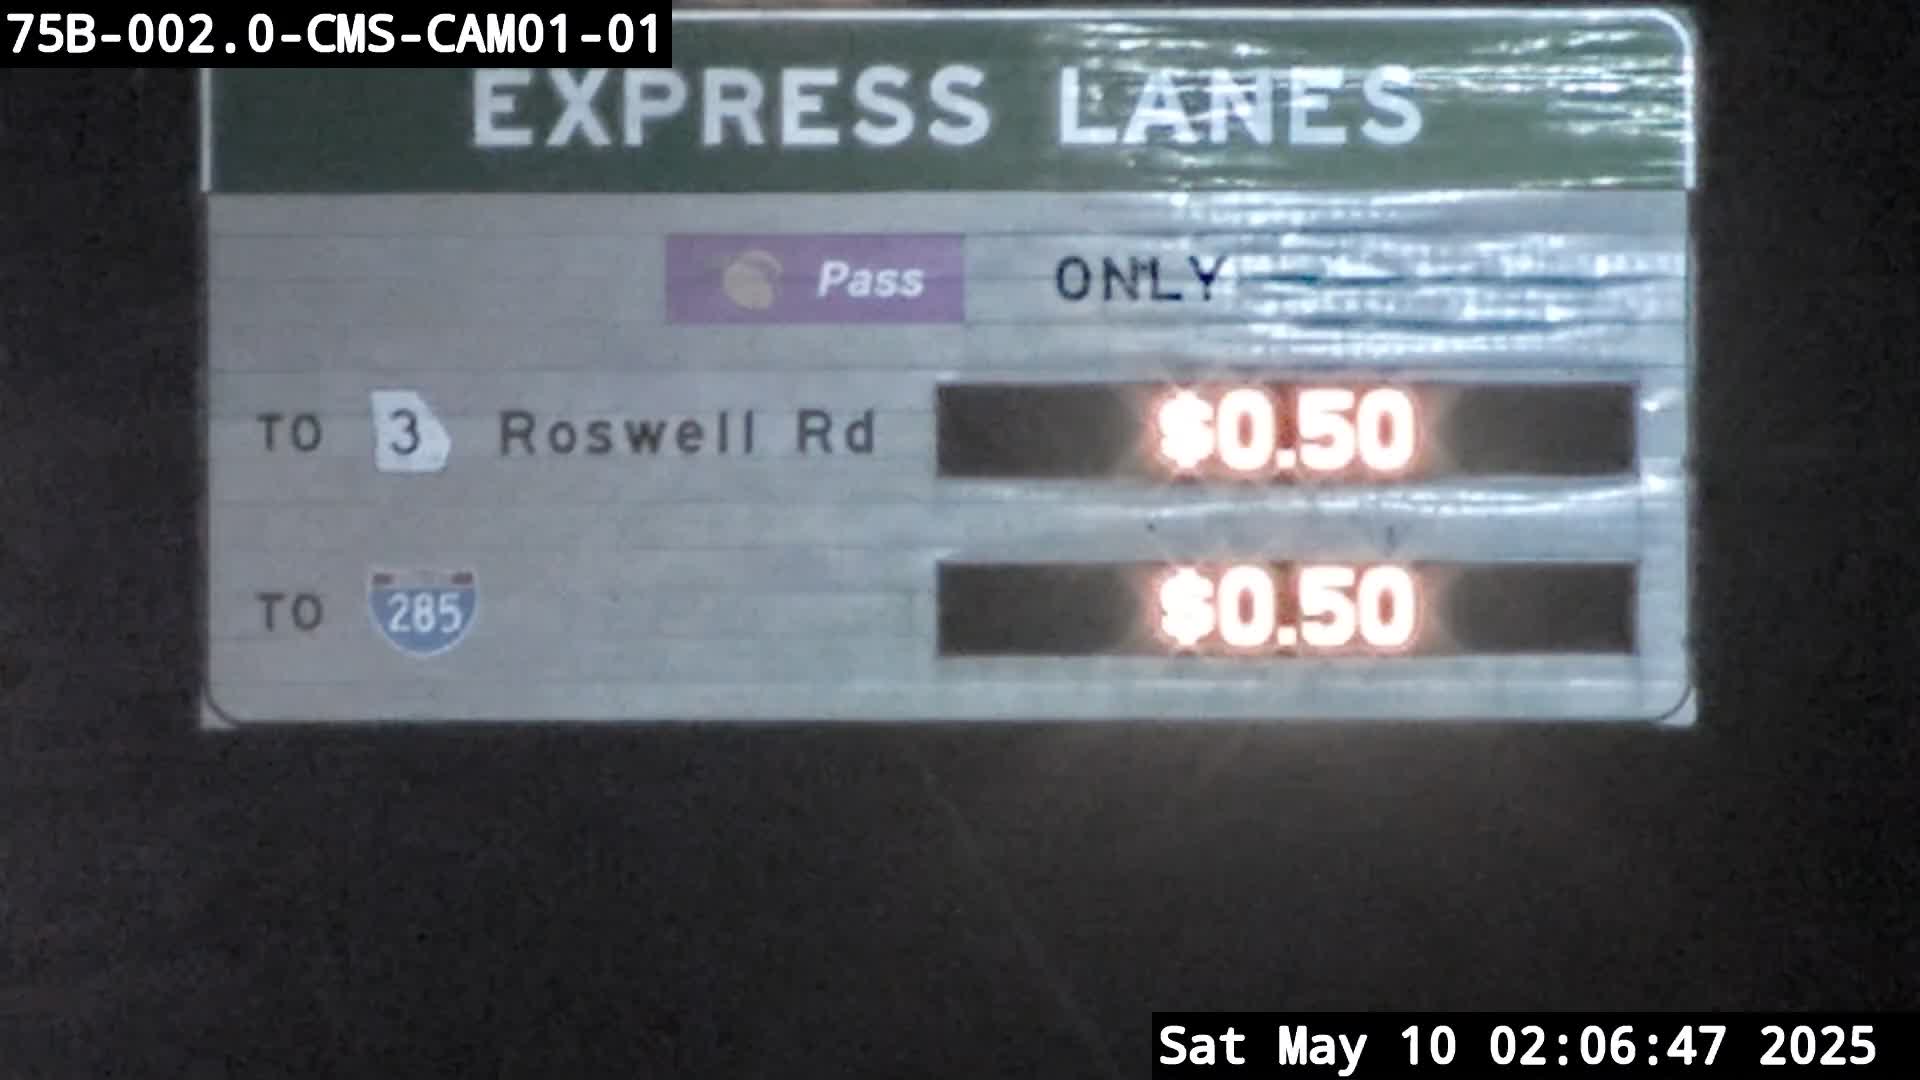 75B-002.0-CMS-CAM01-01
EXPRESS LANES
Pass ONLY
TO 3 Roswell Rd $0.50
TO 285 $0.50
Sat May 10 02:06:47 2025